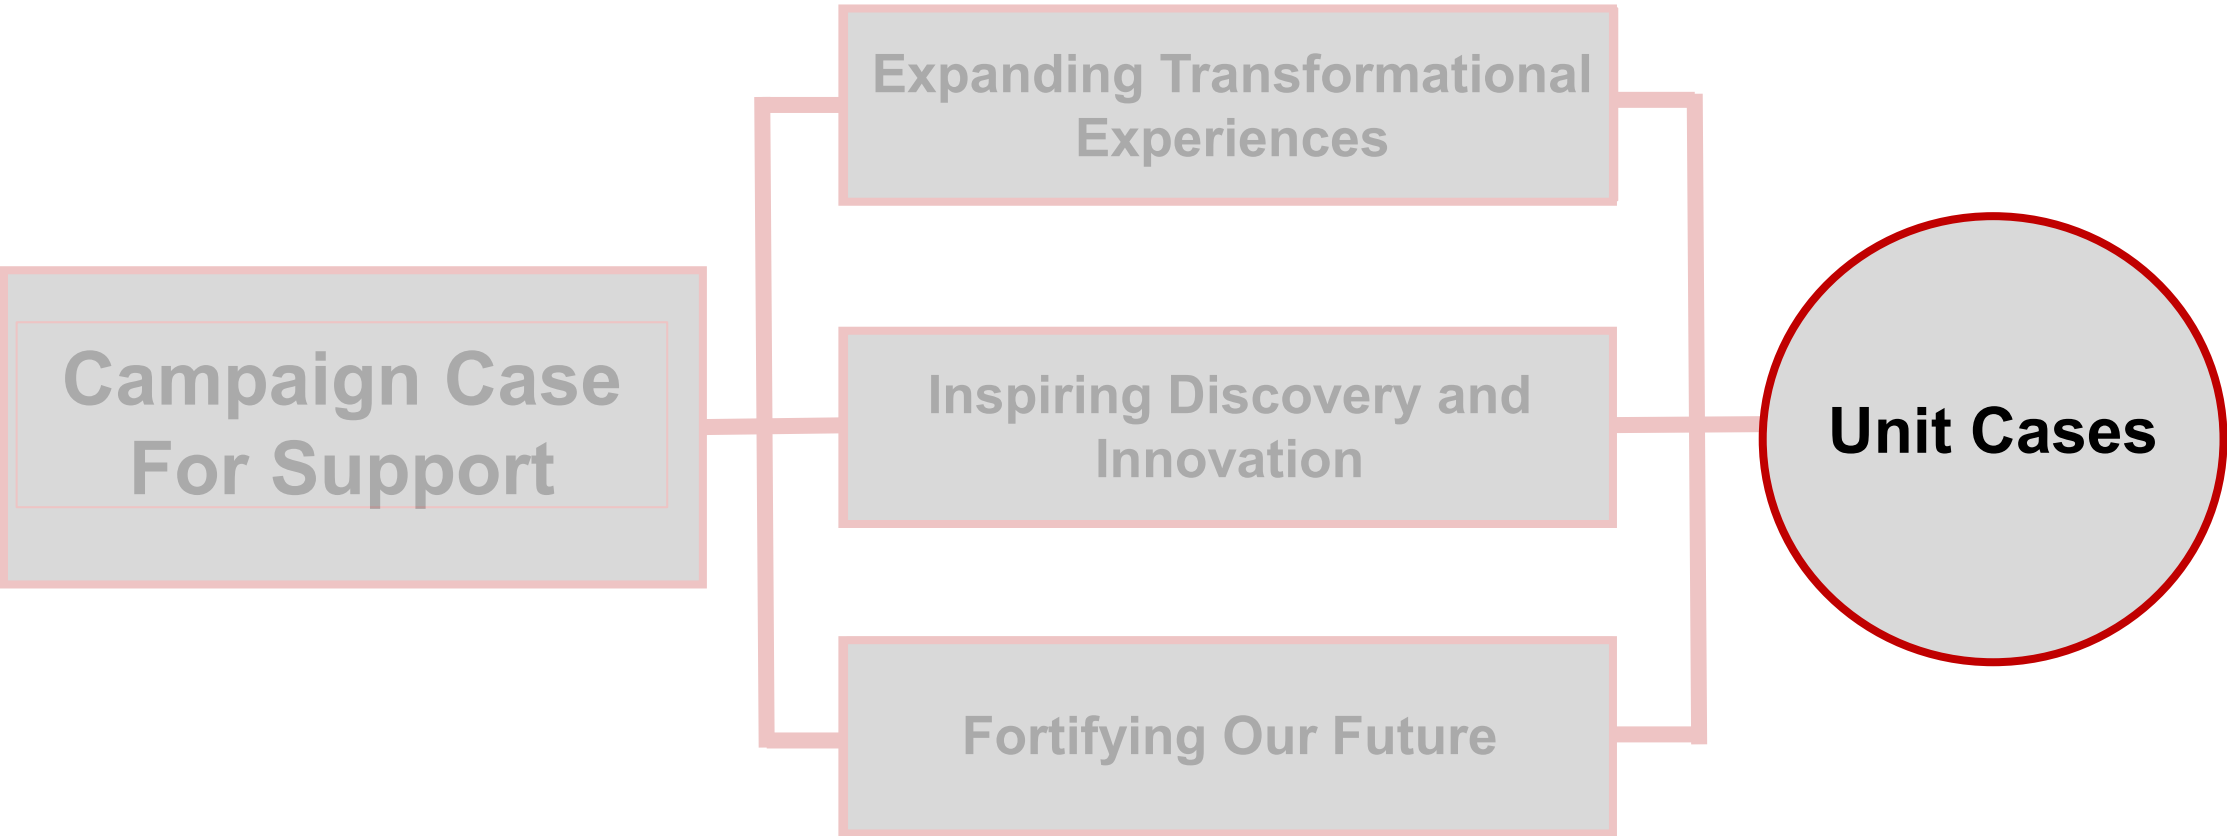 Campaign Case
For Support
Expanding Transformational
Experiences
Inspiring Discovery and
Innovation
Fortifying Our Future
Unit Cases